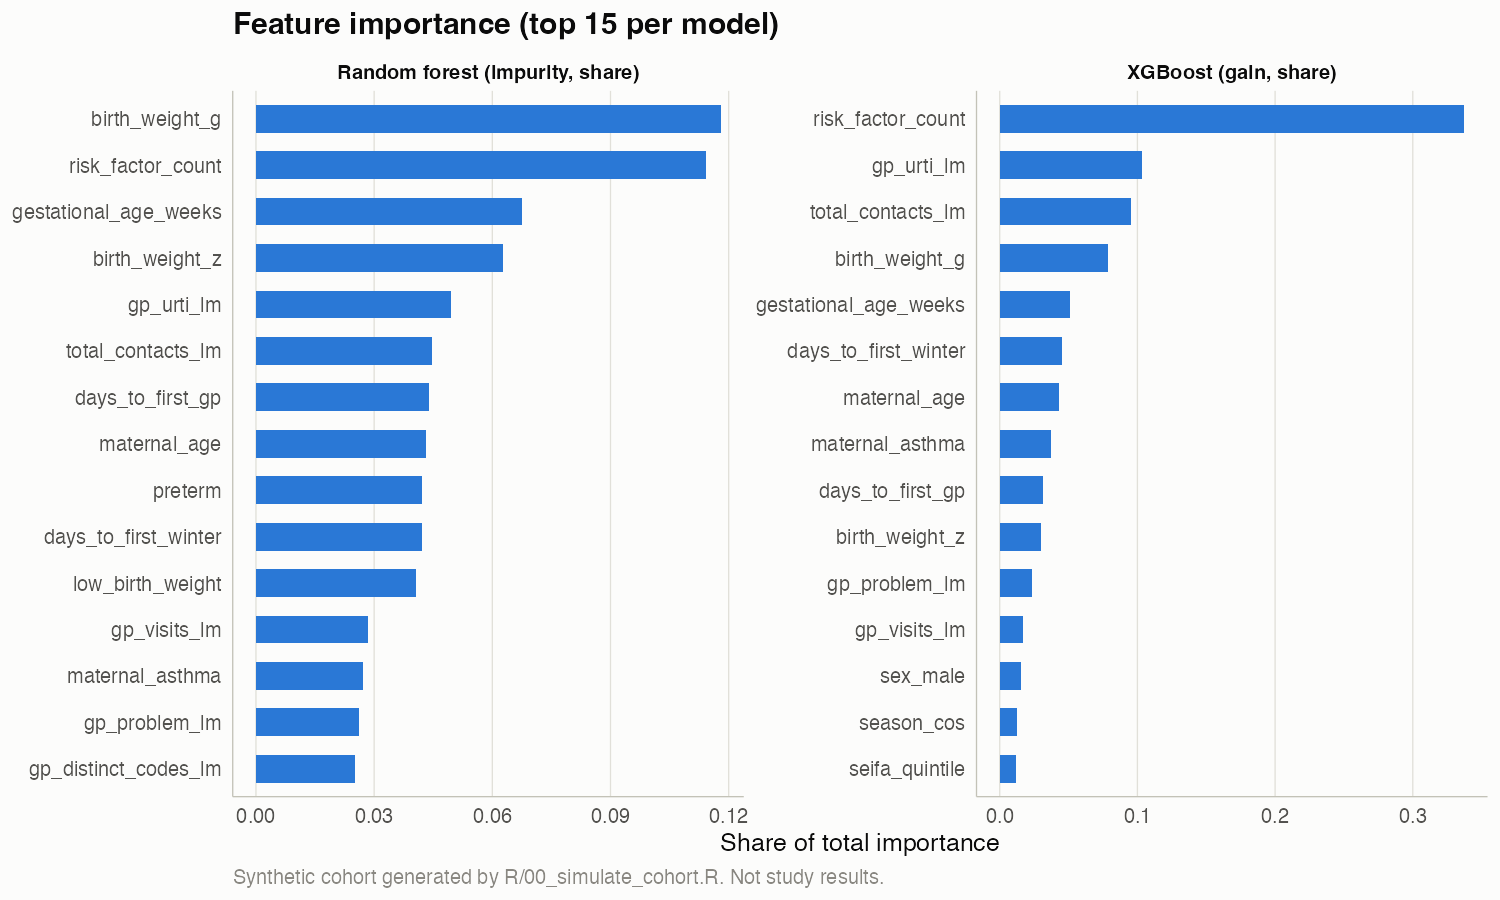 Feature importance (top 15 per model)
Random forest (impurity, share)
birth_weight_g
risk_factor_count
gestational_age_weeks
birth_weight_z
gp_urti_lm
total_contacts_lm
days_to_first_gp
maternal_age
preterm
days_to_first_winter
low_birth_weight
gp_visits_lm
maternal_asthma
gp_problem_lm
gp_distinct_codes_lm
0.00 0.03 0.06 0.09 0.12
XGBoost (gain, share)
risk_factor_count
gp_urti_lm
total_contacts_lm
birth_weight_g
gestational_age_weeks
days_to_first_winter
maternal_age
maternal_asthma
days_to_first_gp
birth_weight_z
gp_problem_lm
gp_visits_lm
sex_male
season_cos
seifa_quintile
0.0 0.1 0.2 0.3
Share of total importance
Synthetic cohort generated by R/00_simulate_cohort.R. Not study results.